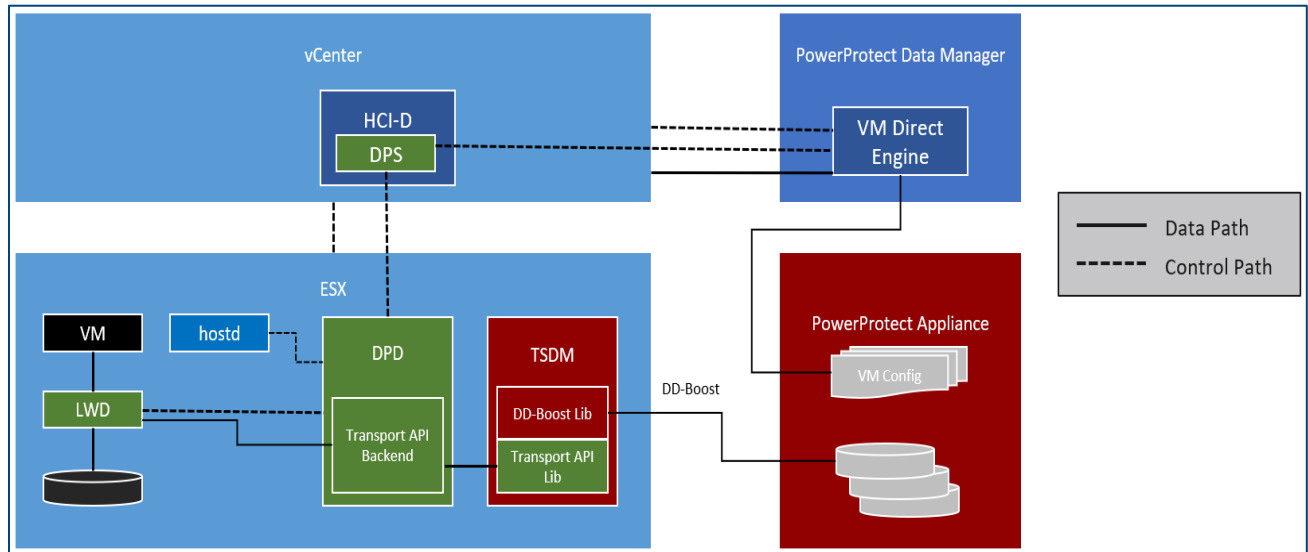 vCenter
HCI-D
DPS
PowerProtect Data Manager
VM Direct
Engine
Data Path
Control Path
ESX
VM
hostd
LWD
DPD
Transport API
Backend
TSDM
DD-Boost Lib
Transport API
Lib
DD-Boost
PowerProtect Appliance
VM Config